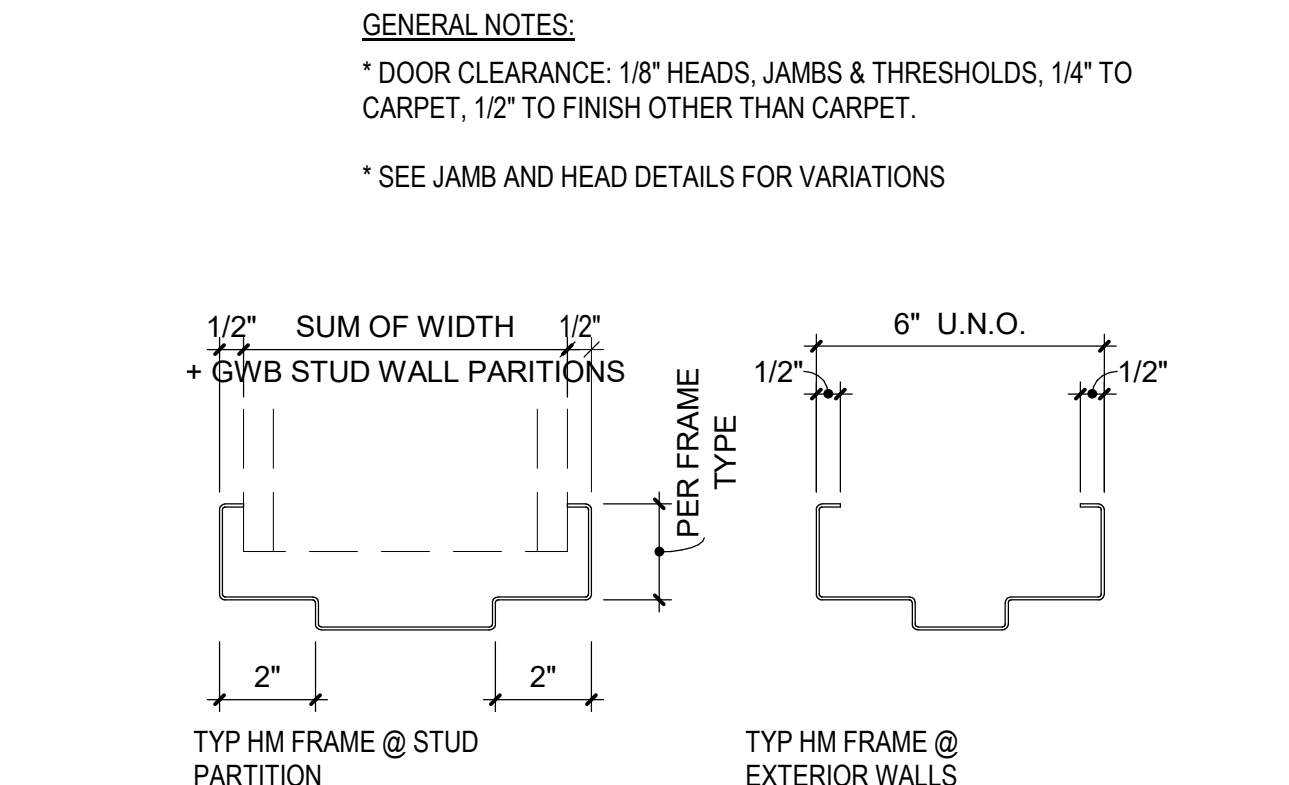 GENERAL NOTES:
* DOOR CLEARANCE: 1/8" HEADS, JAMBS & THRESHOLDS, 1/4" TO
CARPET, 1/2" TO FINISH OTHER THAN CARPET.
* SEE JAMB AND HEAD DETAILS FOR VARIATIONS
1/2" SUM OF WIDTH 1/2"
+ GWB STUD WALL PARITIONS
PER FRAME
TYPE
2" 2"
TYP HM FRAME @ STUD
PARTITION
6" U.N.O.
1/2" 1/2"
TYP HM FRAME @
EXTERIOR WALLS